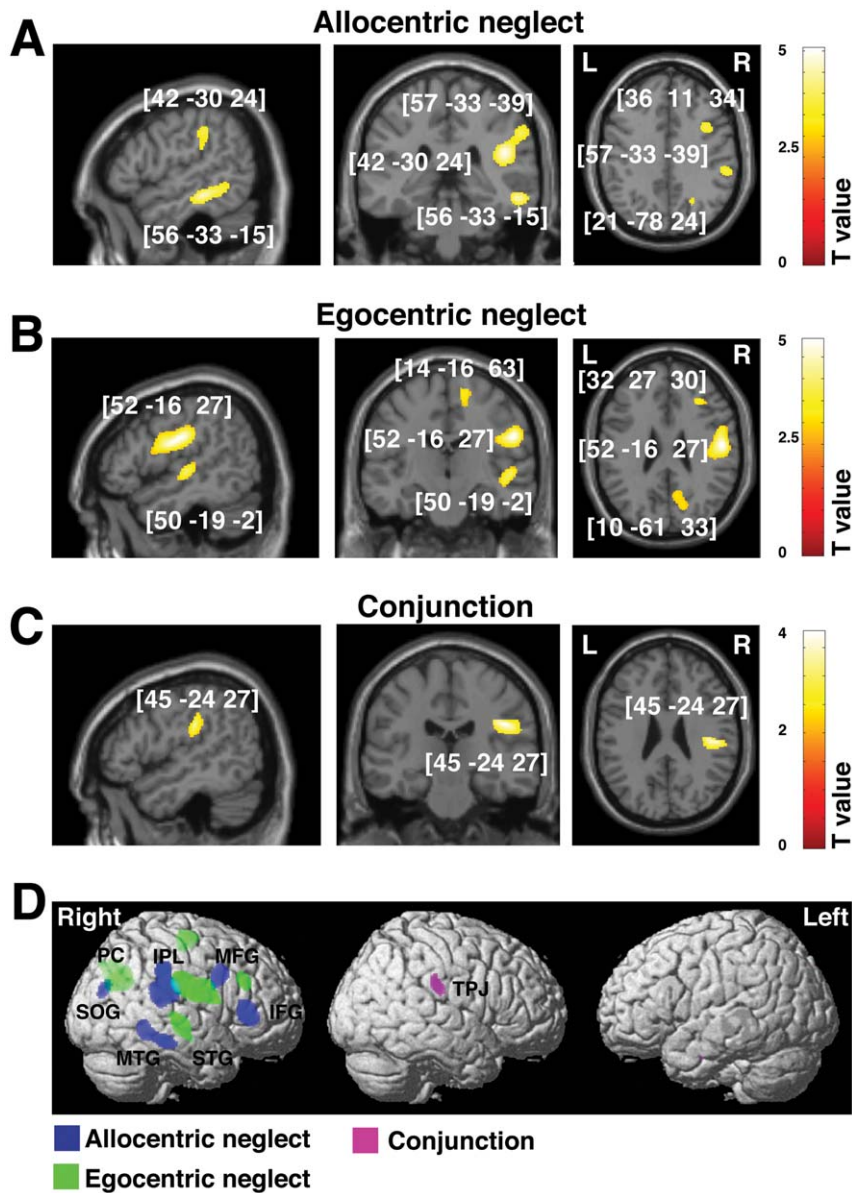 A
Allocentric neglect
[42 -30 24]
[56 -33 -15]
[57 -33 -39]
[42 -30 24]
[56 -33 -15]
L R
[36 11 34]
[57 -33 -39]
[21 -78 24]
5
2.5
0
T value
B
Egocentric neglect
[52 -16 27]
[50 -19 -2]
[14 -16 63]
[52 -16 27]
[50 -19 -2]
L R
[32 27 30]
[52 -16 27]
[10 -61 33]
5
2.5
0
T value
C
Conjunction
[45 -24 27]
[45 -24 27]
L R
[45 -24 27]
4
2
0
T value
D
Right
PC IPL MFG
SOG IFG
MTG STG
TPJ
Left
Allocentric neglect
Conjunction
Egocentric neglect